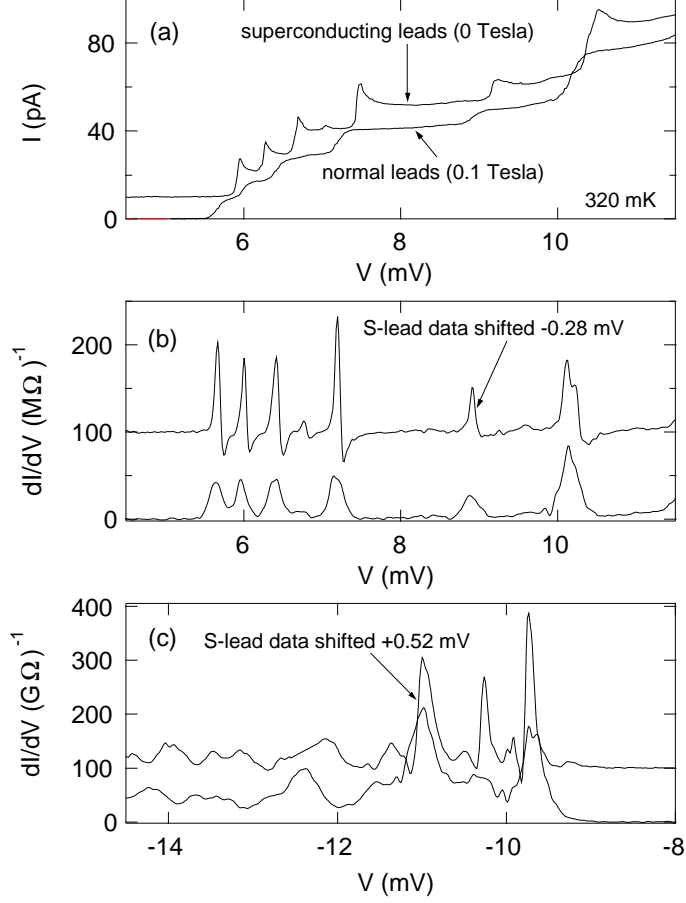 (a)
superconducting leads (0 Tesla)
normal leads (0.1 Tesla)
320 mK
80
40
0
I (pA)
6
8
10
V (mV)
(b)
S-lead data shifted -0.28 mV
200
100
0
dI/dV (MΩ)⁻¹
6
8
10
V (mV)
(c)
S-lead data shifted +0.52 mV
400
300
200
100
0
dI/dV (GΩ)⁻¹
-14
-12
-10
-8
V (mV)